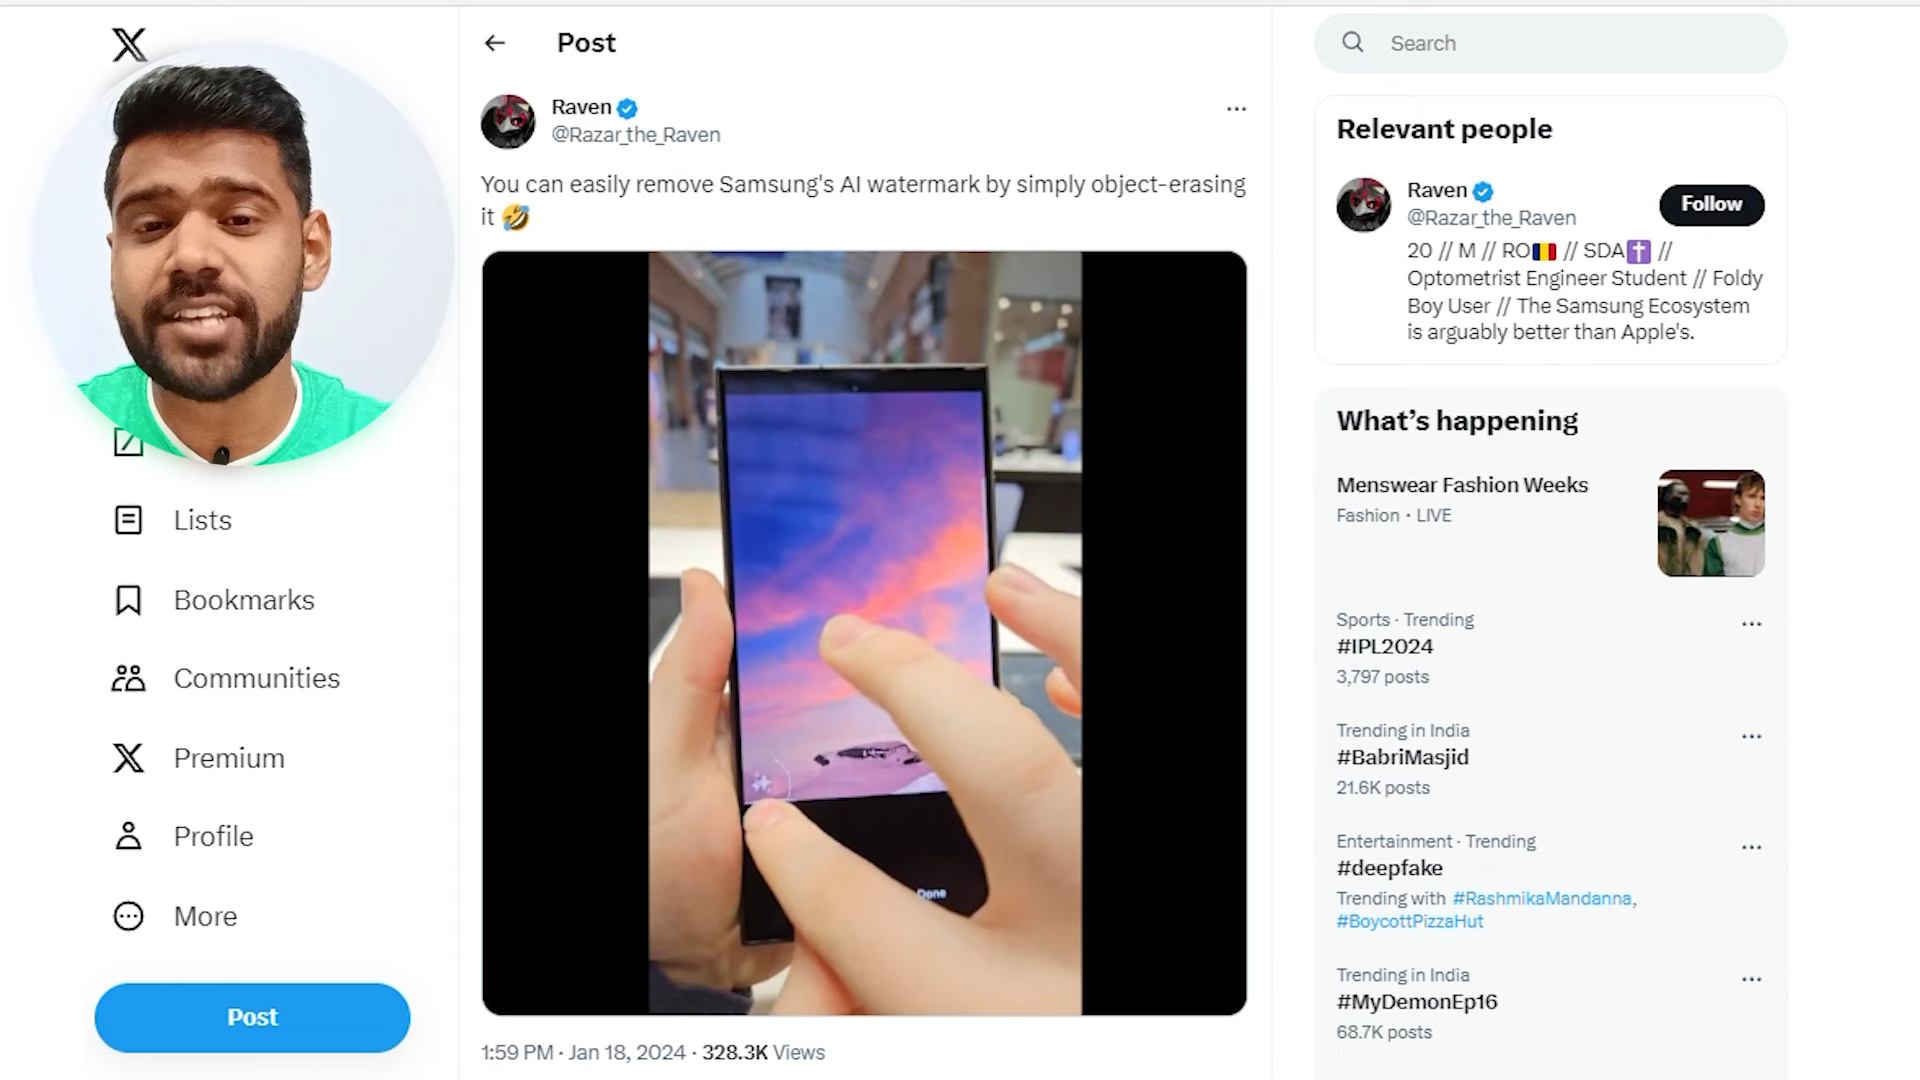 Post
Raven
@Razar_the_Raven
You can easily remove Samsung's AI watermark by simply object-erasing
it 🤣
Done
1:59 PM · Jan 18, 2024 · 328.3K Views
Lists
Bookmarks
Communities
Premium
Profile
More
Post
Search
Relevant people
Raven
@Razar_the_Raven
Follow
20 // M // RO🇷🇴 // SDA✝️ //
Optometrist Engineer Student // Foldy
Boy User // The Samsung Ecosystem
is arguably better than Apple's.
What's happening
Menswear Fashion Weeks
Fashion · LIVE
Sports · Trending
#IPL2024
3,797 posts
Trending in India
#BabriMasjid
21.6K posts
Entertainment · Trending
#deepfake
Trending with #RashmikaMandanna,
#BoycottPizzaHut
Trending in India
#MyDemonEp16
68.7K posts